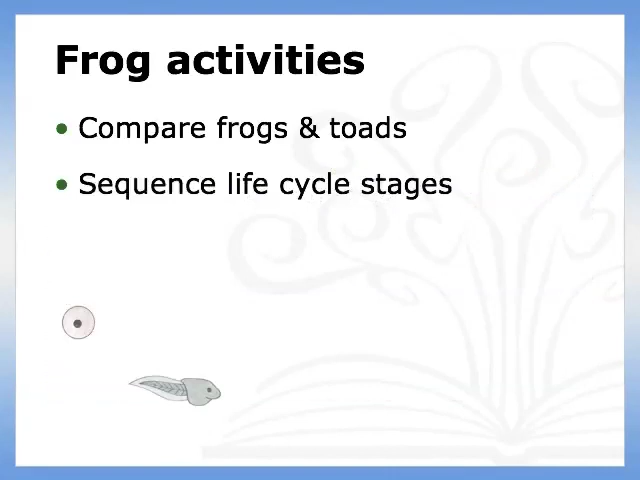 Frog activities
• Compare frogs & toads
• Sequence life cycle stages